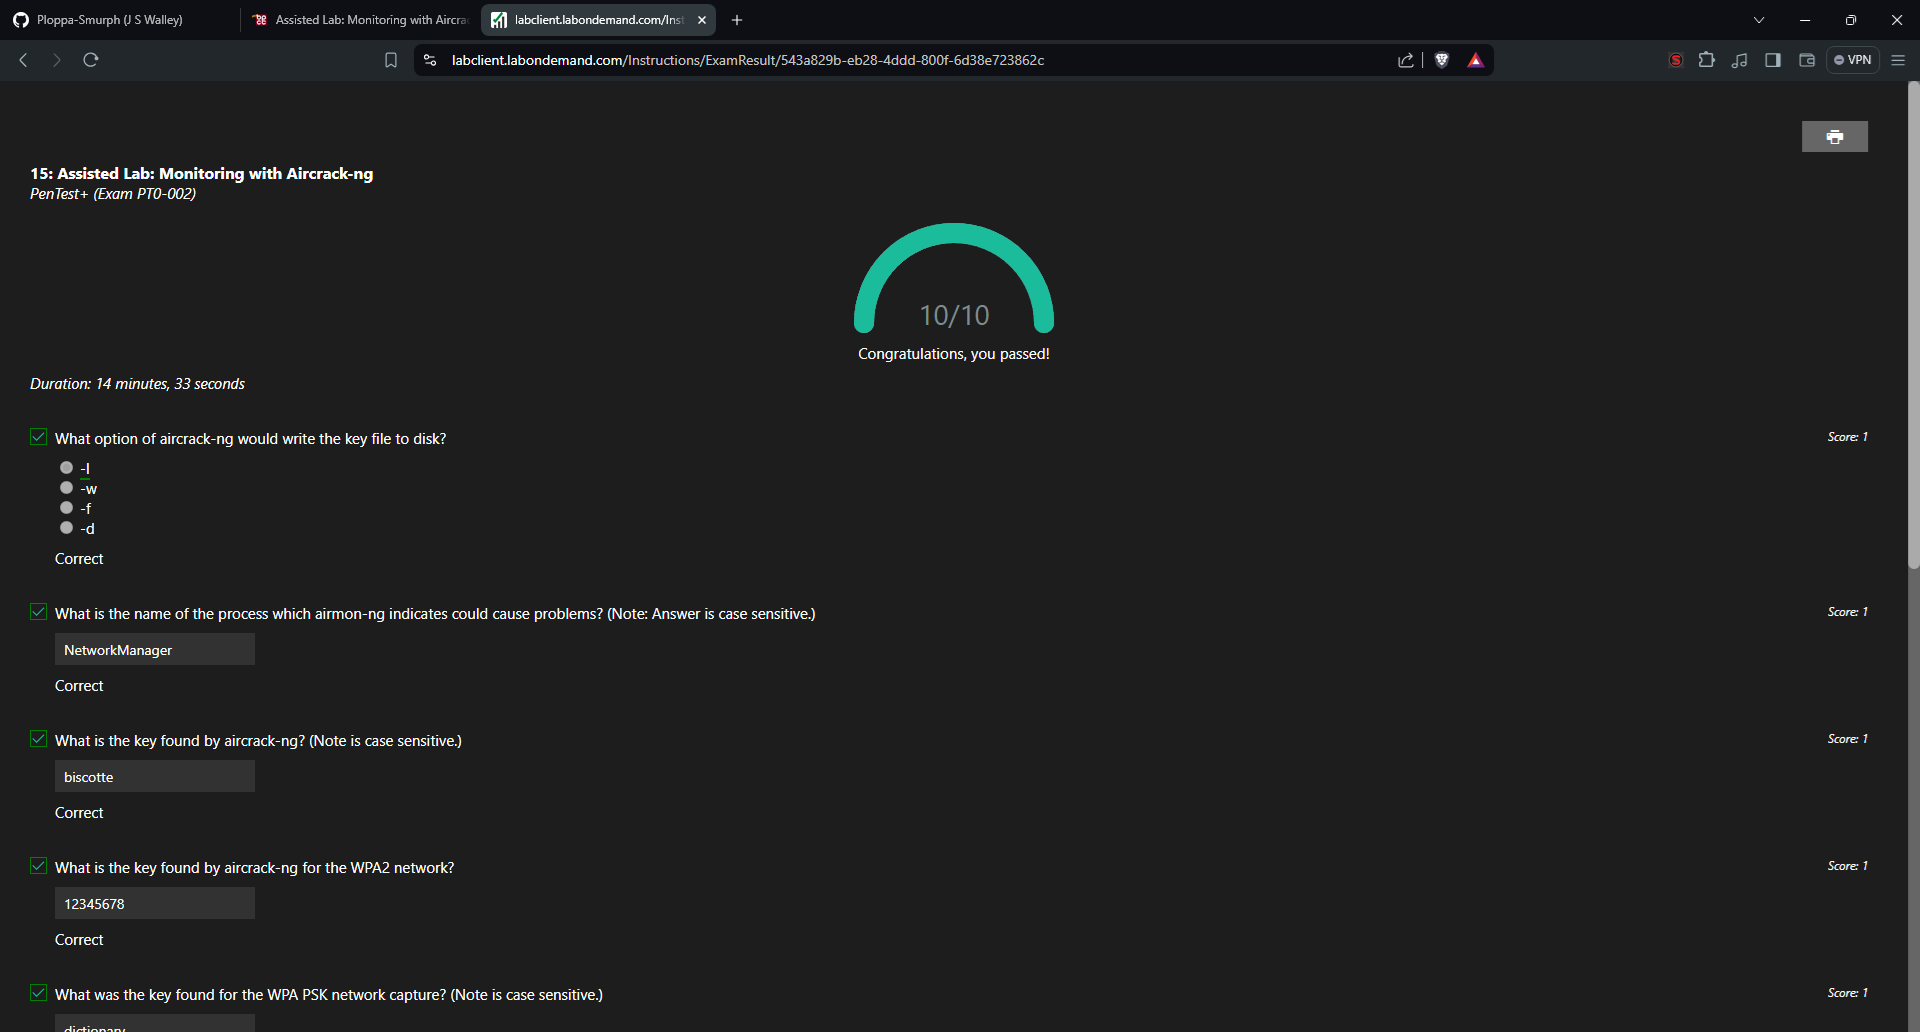 Ploppa-Smurph (J S Walley)
Assisted Lab: Monitoring with Aircra
labclient.labondemand.com/Inst
labclient.labondemand.com/Instructions/ExamResult/543a829b-eb28-4ddd-800f-6d38e723862c
VPN
15: Assisted Lab: Monitoring with Aircrack-ng
PenTest+ (Exam PT0-002)
10/10
Congratulations, you passed!
Duration: 14 minutes, 33 seconds
What option of aircrack-ng would write the key file to disk?
Score: 1
-l
-w
-f
-d
Correct
What is the name of the process which airmon-ng indicates could cause problems? (Note: Answer is case sensitive.)
Score: 1
NetworkManager
Correct
What is the key found by aircrack-ng? (Note is case sensitive.)
Score: 1
biscotte
Correct
What is the key found by aircrack-ng for the WPA2 network?
Score: 1
12345678
Correct
What was the key found for the WPA PSK network capture? (Note is case sensitive.)
Score: 1
dictionary